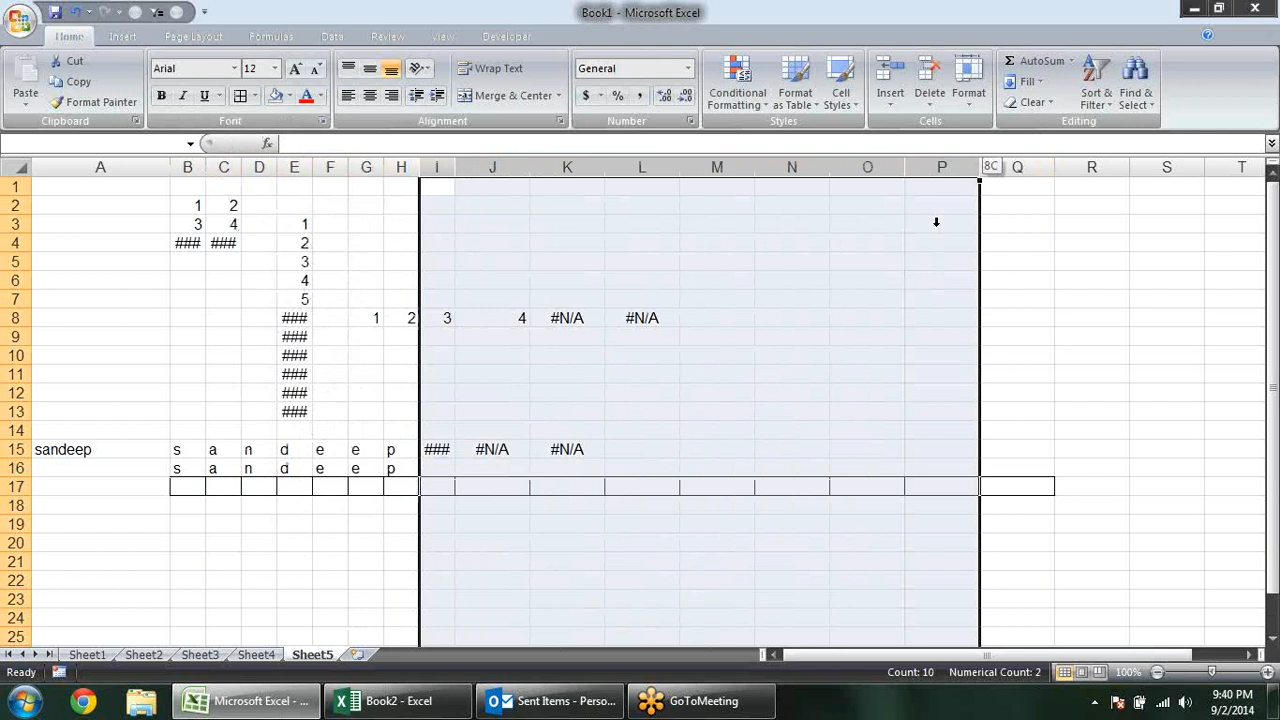 Book1 - Microsoft Excel
Home Insert Page Layout Formulas Data Review View Developer
Paste Cut Copy Format Painter Clipboard
Arial 12 B I U A Font
Wrap Text Merge & Center Alignment
General $ % , Number
Conditional Formatting Format as Table Cell Styles Styles
Insert Delete Format Cells
AutoSum Fill Clear Sort & Filter Find & Select Editing
fx
A B C D E F G H I J K L M N O P 8C Q R S T
1
2 1 2
3 3 4 1
4 ### ### 2
5 3
6 4
7 5
8 ### 1 2 3 4 #N/A #N/A
9 ###
10 ###
11 ###
12 ###
13 ###
14
15 sandeep s a n d e e p ### #N/A #N/A
16 s a n d e e p
17
18
19
20
21
22
23
24
25
Sheet1 Sheet2 Sheet3 Sheet4 Sheet5
Ready Count: 10 Numerical Count: 2 100%
Microsoft Excel - ... Book2 - Excel Sent Items - Perso... GoToMeeting 9:40 PM
9/2/2014